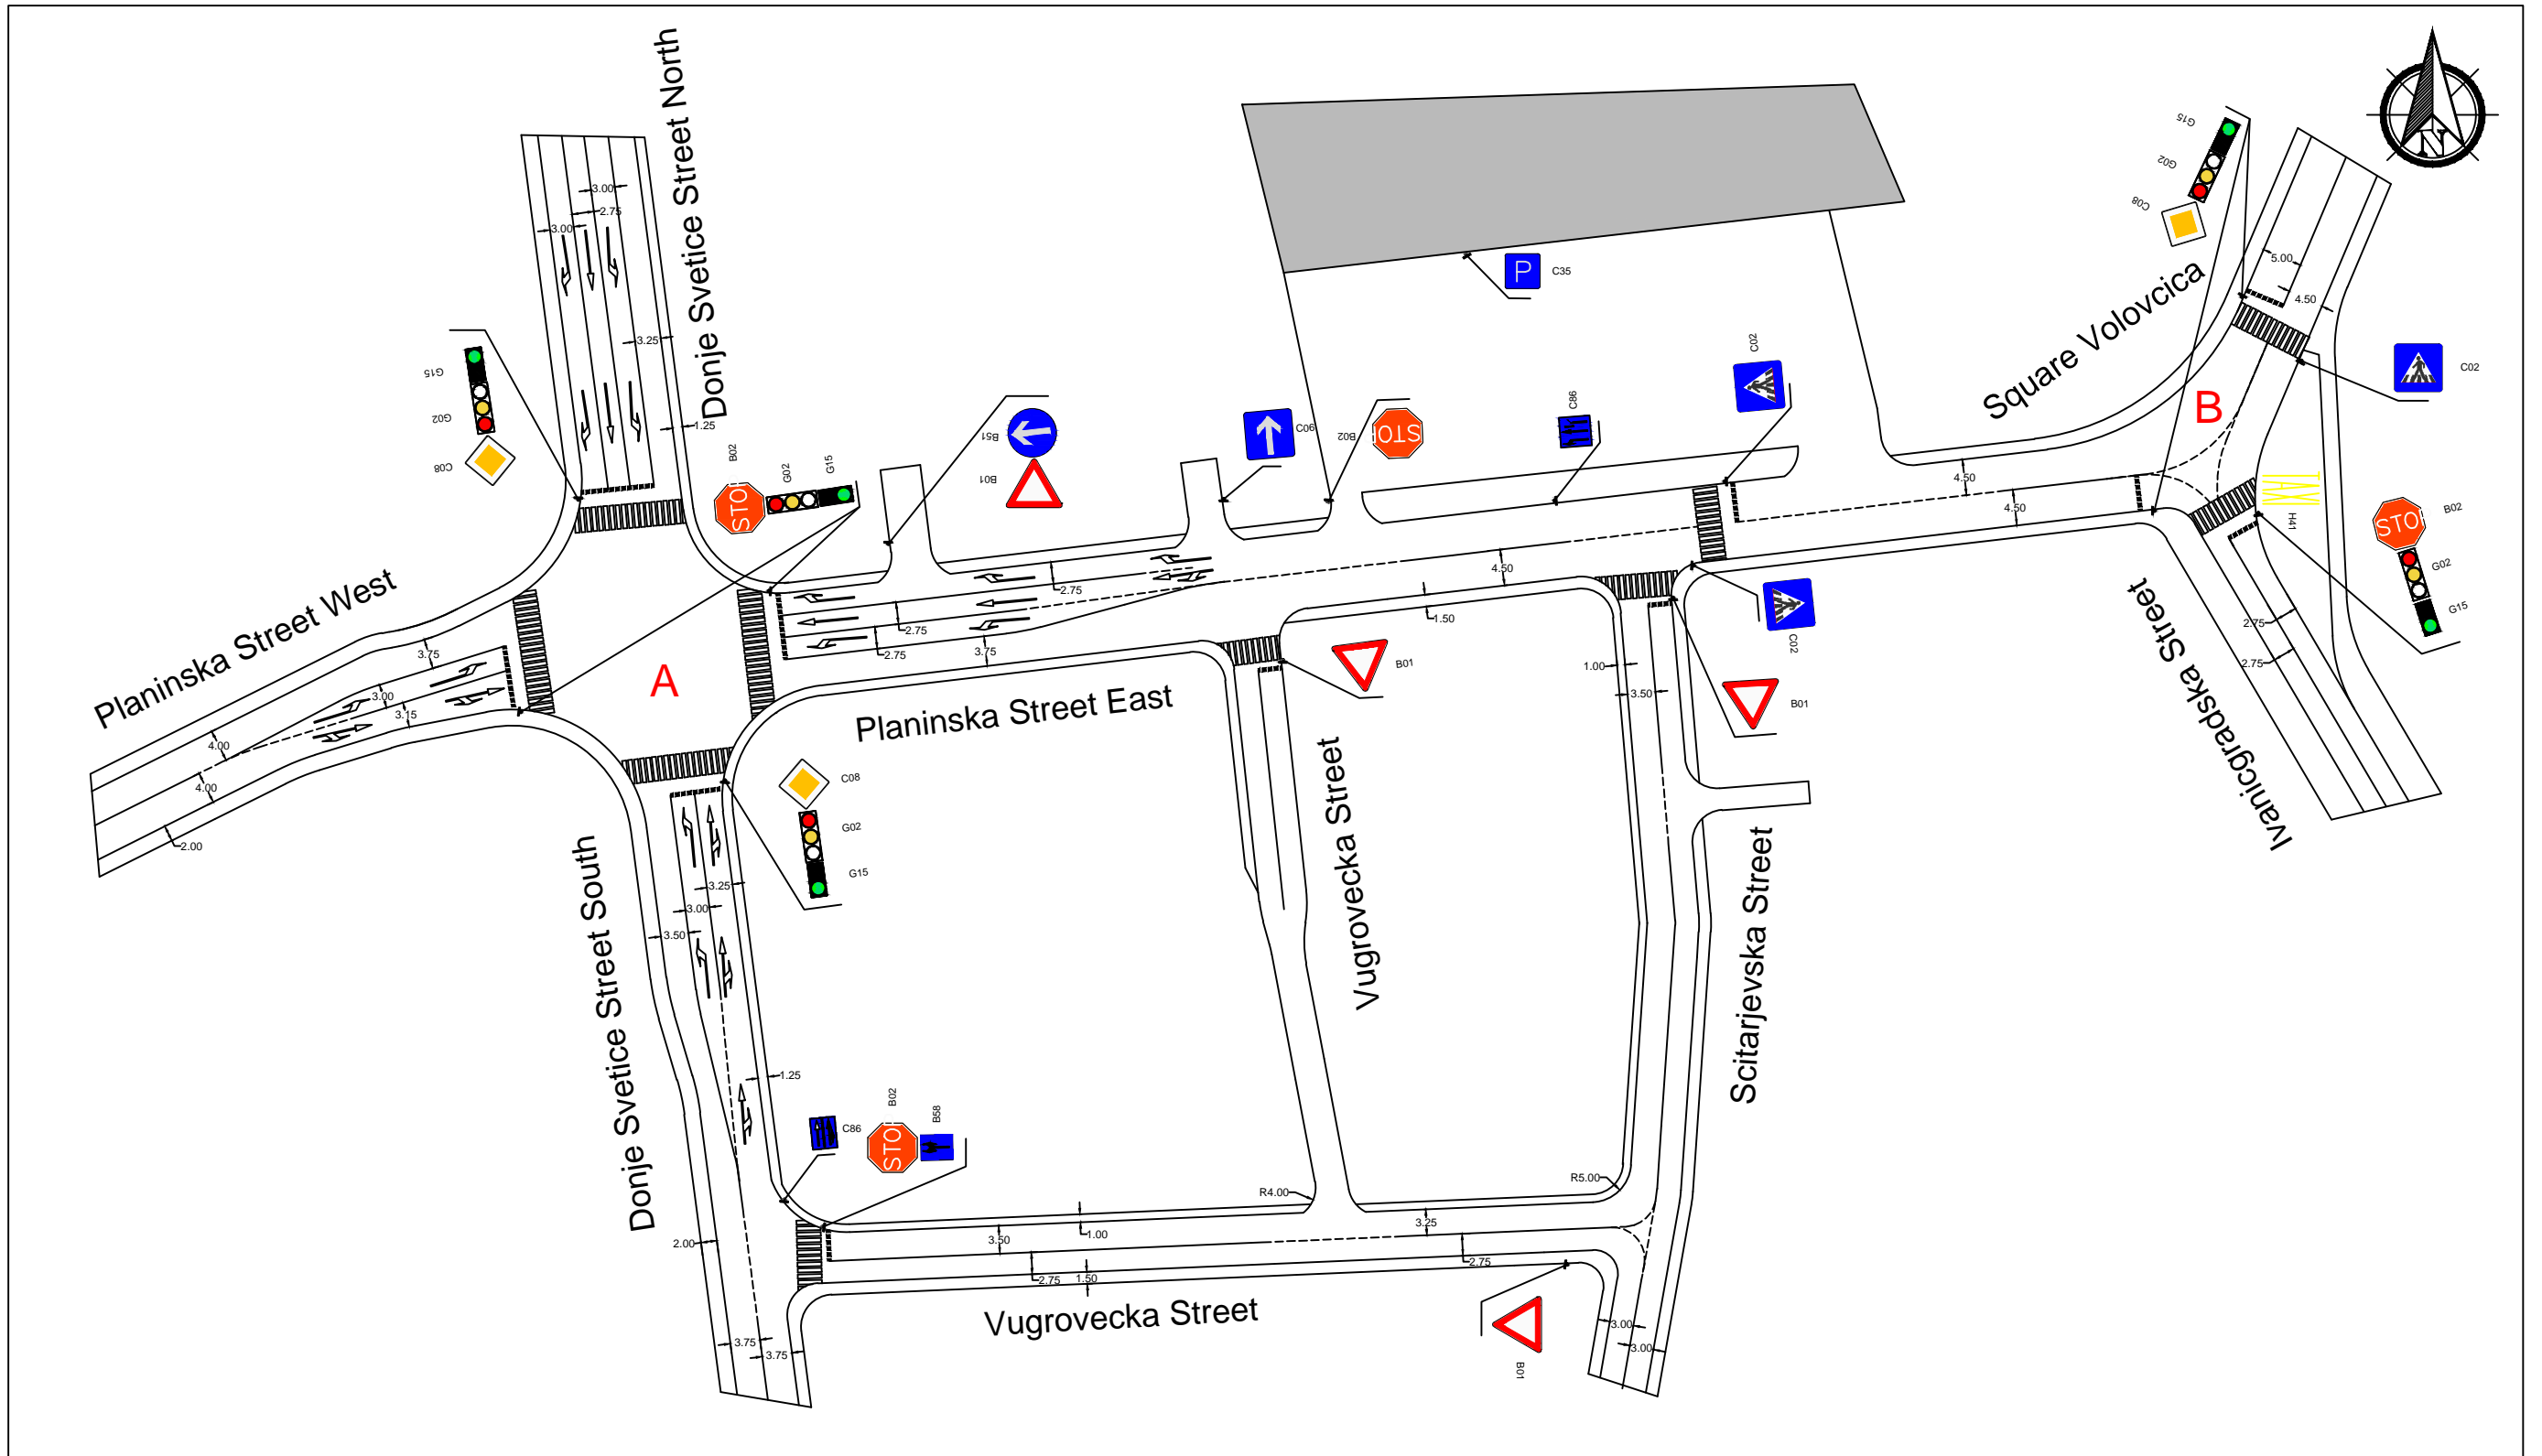 Donje Svetice Street North
G15
G02
C08
3.00
2.75
3.00
3.25
1.25
N
C35
P
C02
C02
5.00
4.50
Square Volovcica
B
G15
G02
C08
B02
STO
G02
G15
B51
B01
C06
B02
STO
C86
C02
4.50
4.50
H41
TAXI
B02
STO
G02
G15
Planinska Street West
3.75
3.00
3.15
4.00
4.00
2.00
A
2.75
2.75
2.75
3.75
4.50
1.50
Planinska Street East
B01
B01
1.00
3.50
2.75
2.75
Ivanicgradska Street
C08
G02
G15
3.25
3.00
3.50
Donje Svetice Street South
Vugrovecka Street
Scitarjevska Street
1.25
C86
B02
STO
B58
2.00
R4.00
R5.00
3.50
1.00
3.25
2.75
1.50
2.75
Vugrovecka Street
3.75
3.75
B01
3.00
3.00